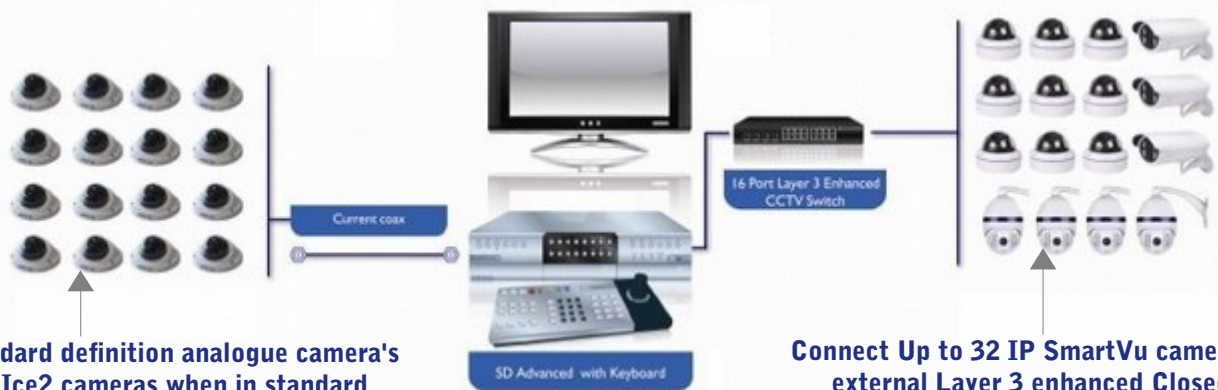 Current coax
16 Port Layer 3 Enhanced
CCTV Switch
SD Advanced with Keyboard
dard definition analogue camera's
Ice2 cameras when in standard
Connect Up to 32 IP SmartVu came
external Layer 3 enhanced Close